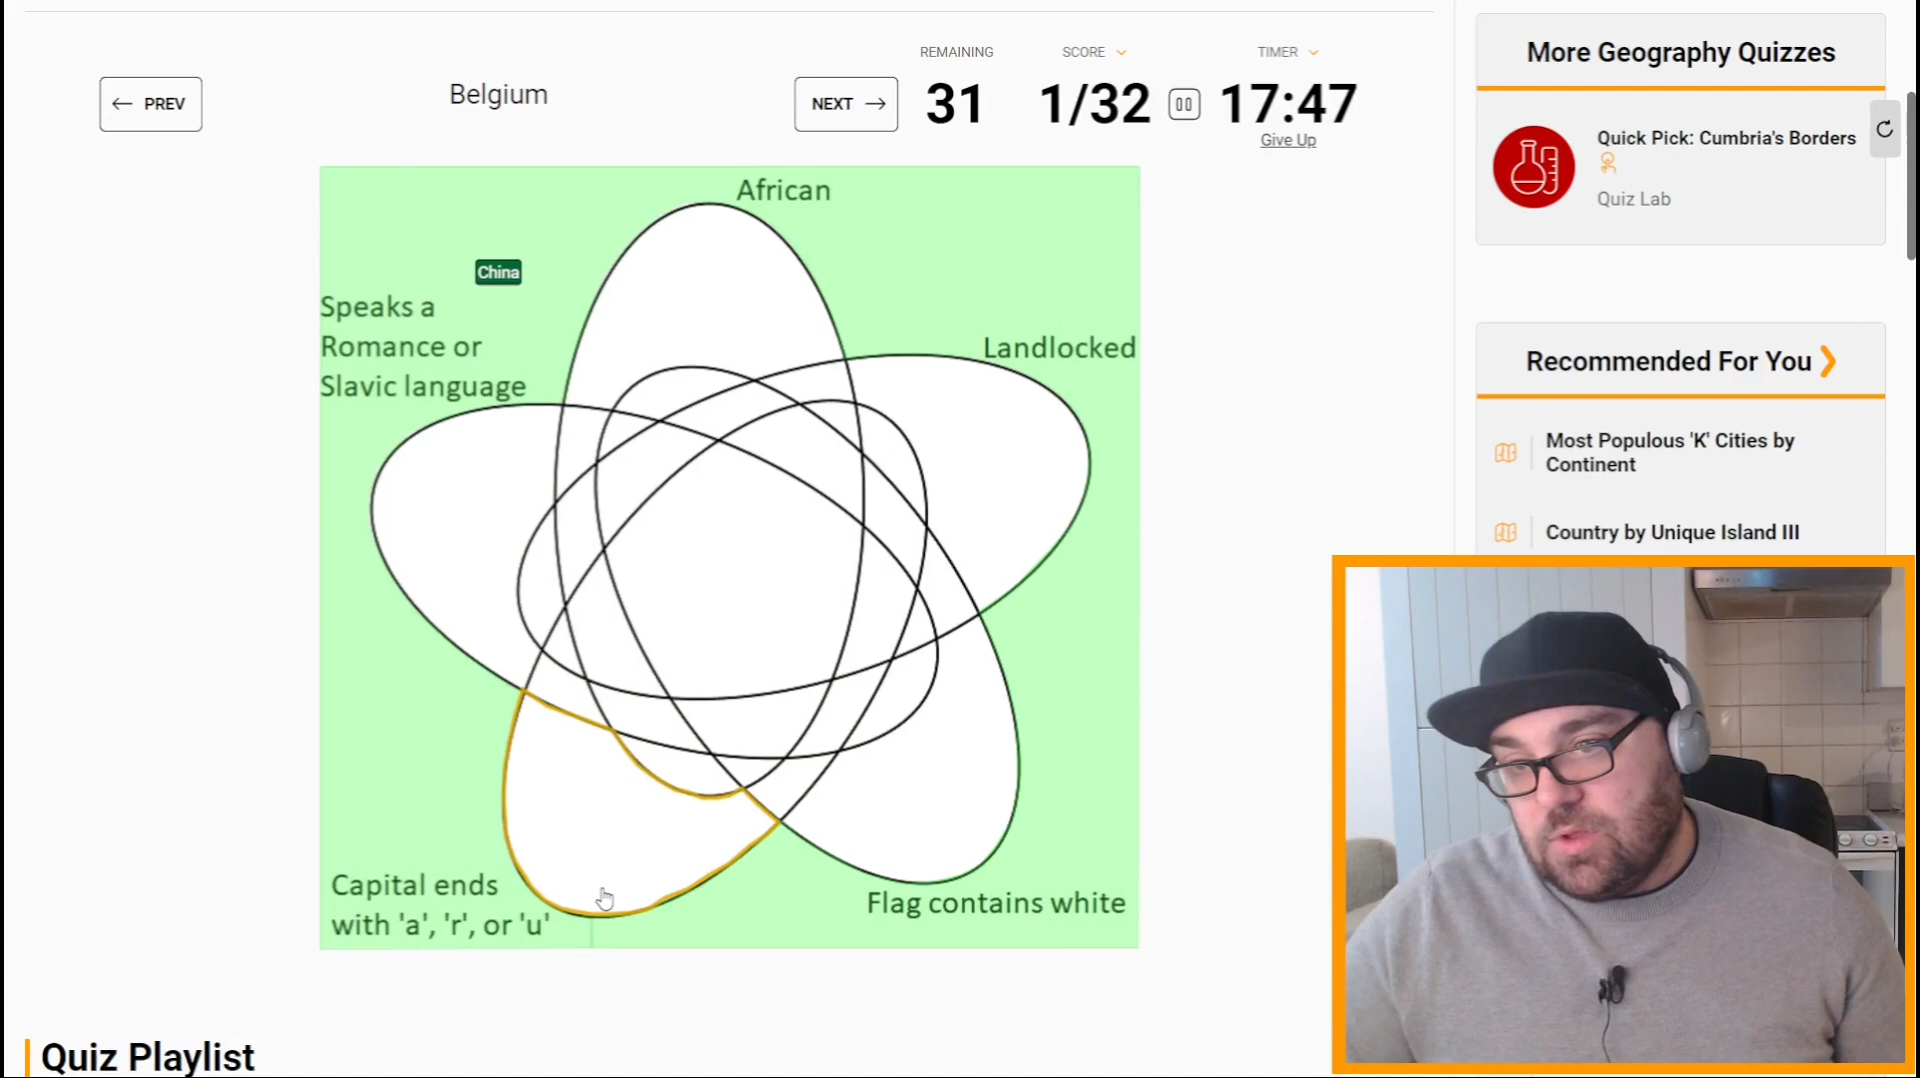 REMAINING
SCORE
TIMER
← PREV
Belgium
NEXT →
31
1/32
17:47
Give Up
African
China
Speaks a
Romance or
Slavic language
Landlocked
Capital ends
with 'a', 'r', or 'u'
Flag contains white
Quiz Playlist
More Geography Quizzes
Quick Pick: Cumbria's Borders
Quiz Lab
Recommended For You
Most Populous 'K' Cities by
Continent
Country by Unique Island III